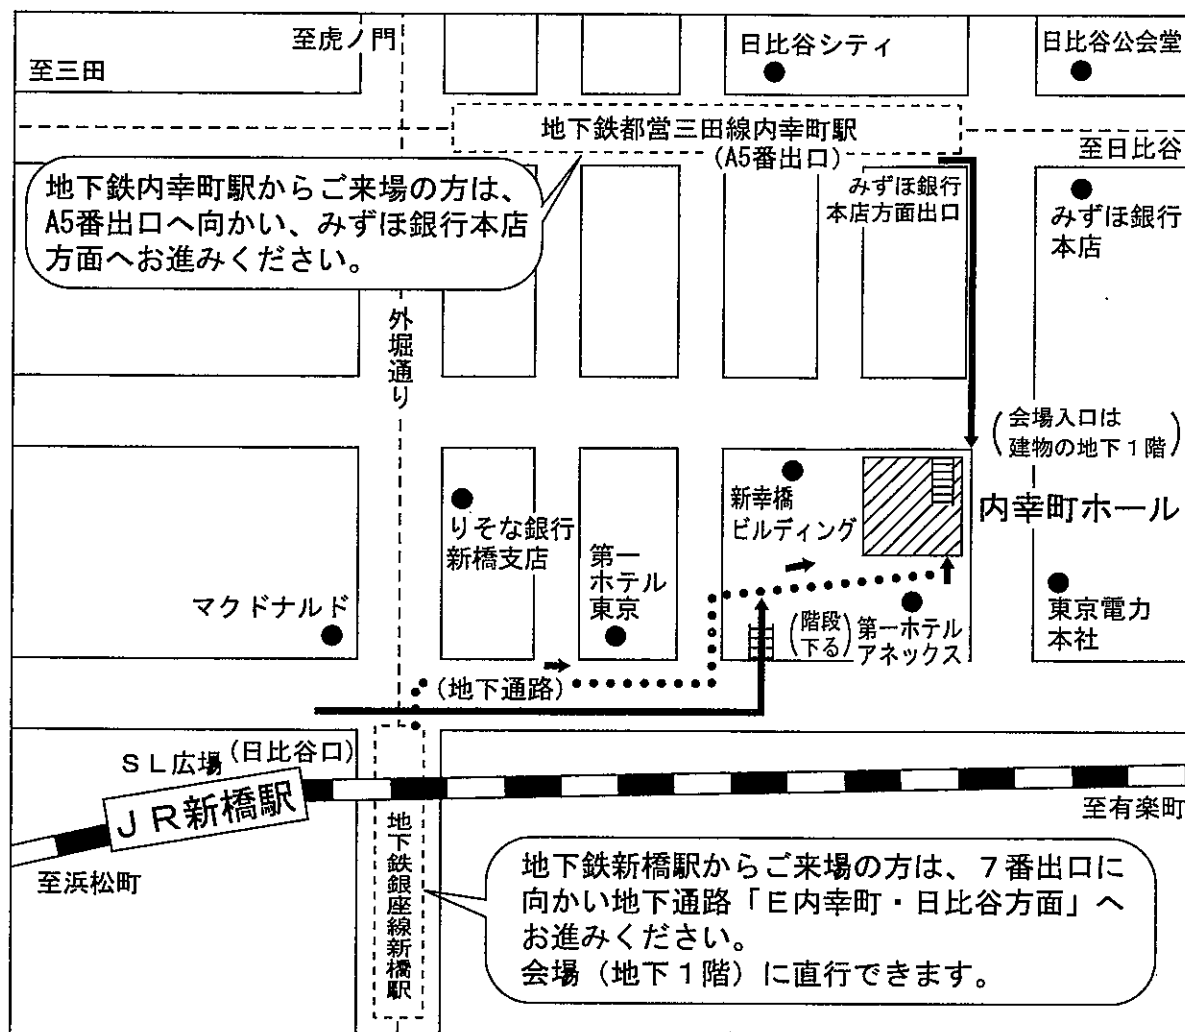 至虎ノ門
日比谷シティ
日比谷公会堂
至三田
地下鉄都営三田線内幸町駅
(A5番出口)
至日比谷
地下鉄内幸町駅からご来場の方は、
A5番出口へ向かい、みずほ銀行本店
方面へお進みください。
みずほ銀行
本店方面出口
みずほ銀行
本店
外堀通り
(会場入口は
建物の地下1階)
新幸橋
ビルディング
内幸町ホール
りそな銀行
新橋支店
第一
ホテル
東京
マクドナルド
(階段
下る)
第一ホテル
アネックス
東京電力
本社
(地下通路)
SL広場
(日比谷口)
JR新橋駅
至有楽町
至浜松町
地下鉄銀座線新橋駅
地下鉄新橋駅からご来場の方は、7番出口に
向かい地下通路「E内幸町・日比谷方面」へ
お進みください。
会場(地下1階)に直行できます。